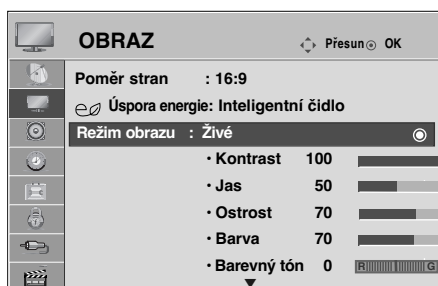 OBRAZ Přesun OK
Poměr stran : 16:9
Úspora energie: Inteligentní čidlo
Režim obrazu : Živé
• Kontrast 100
• Jas 50
• Ostrost 70
• Barva 70
• Barevný tón 0 R G